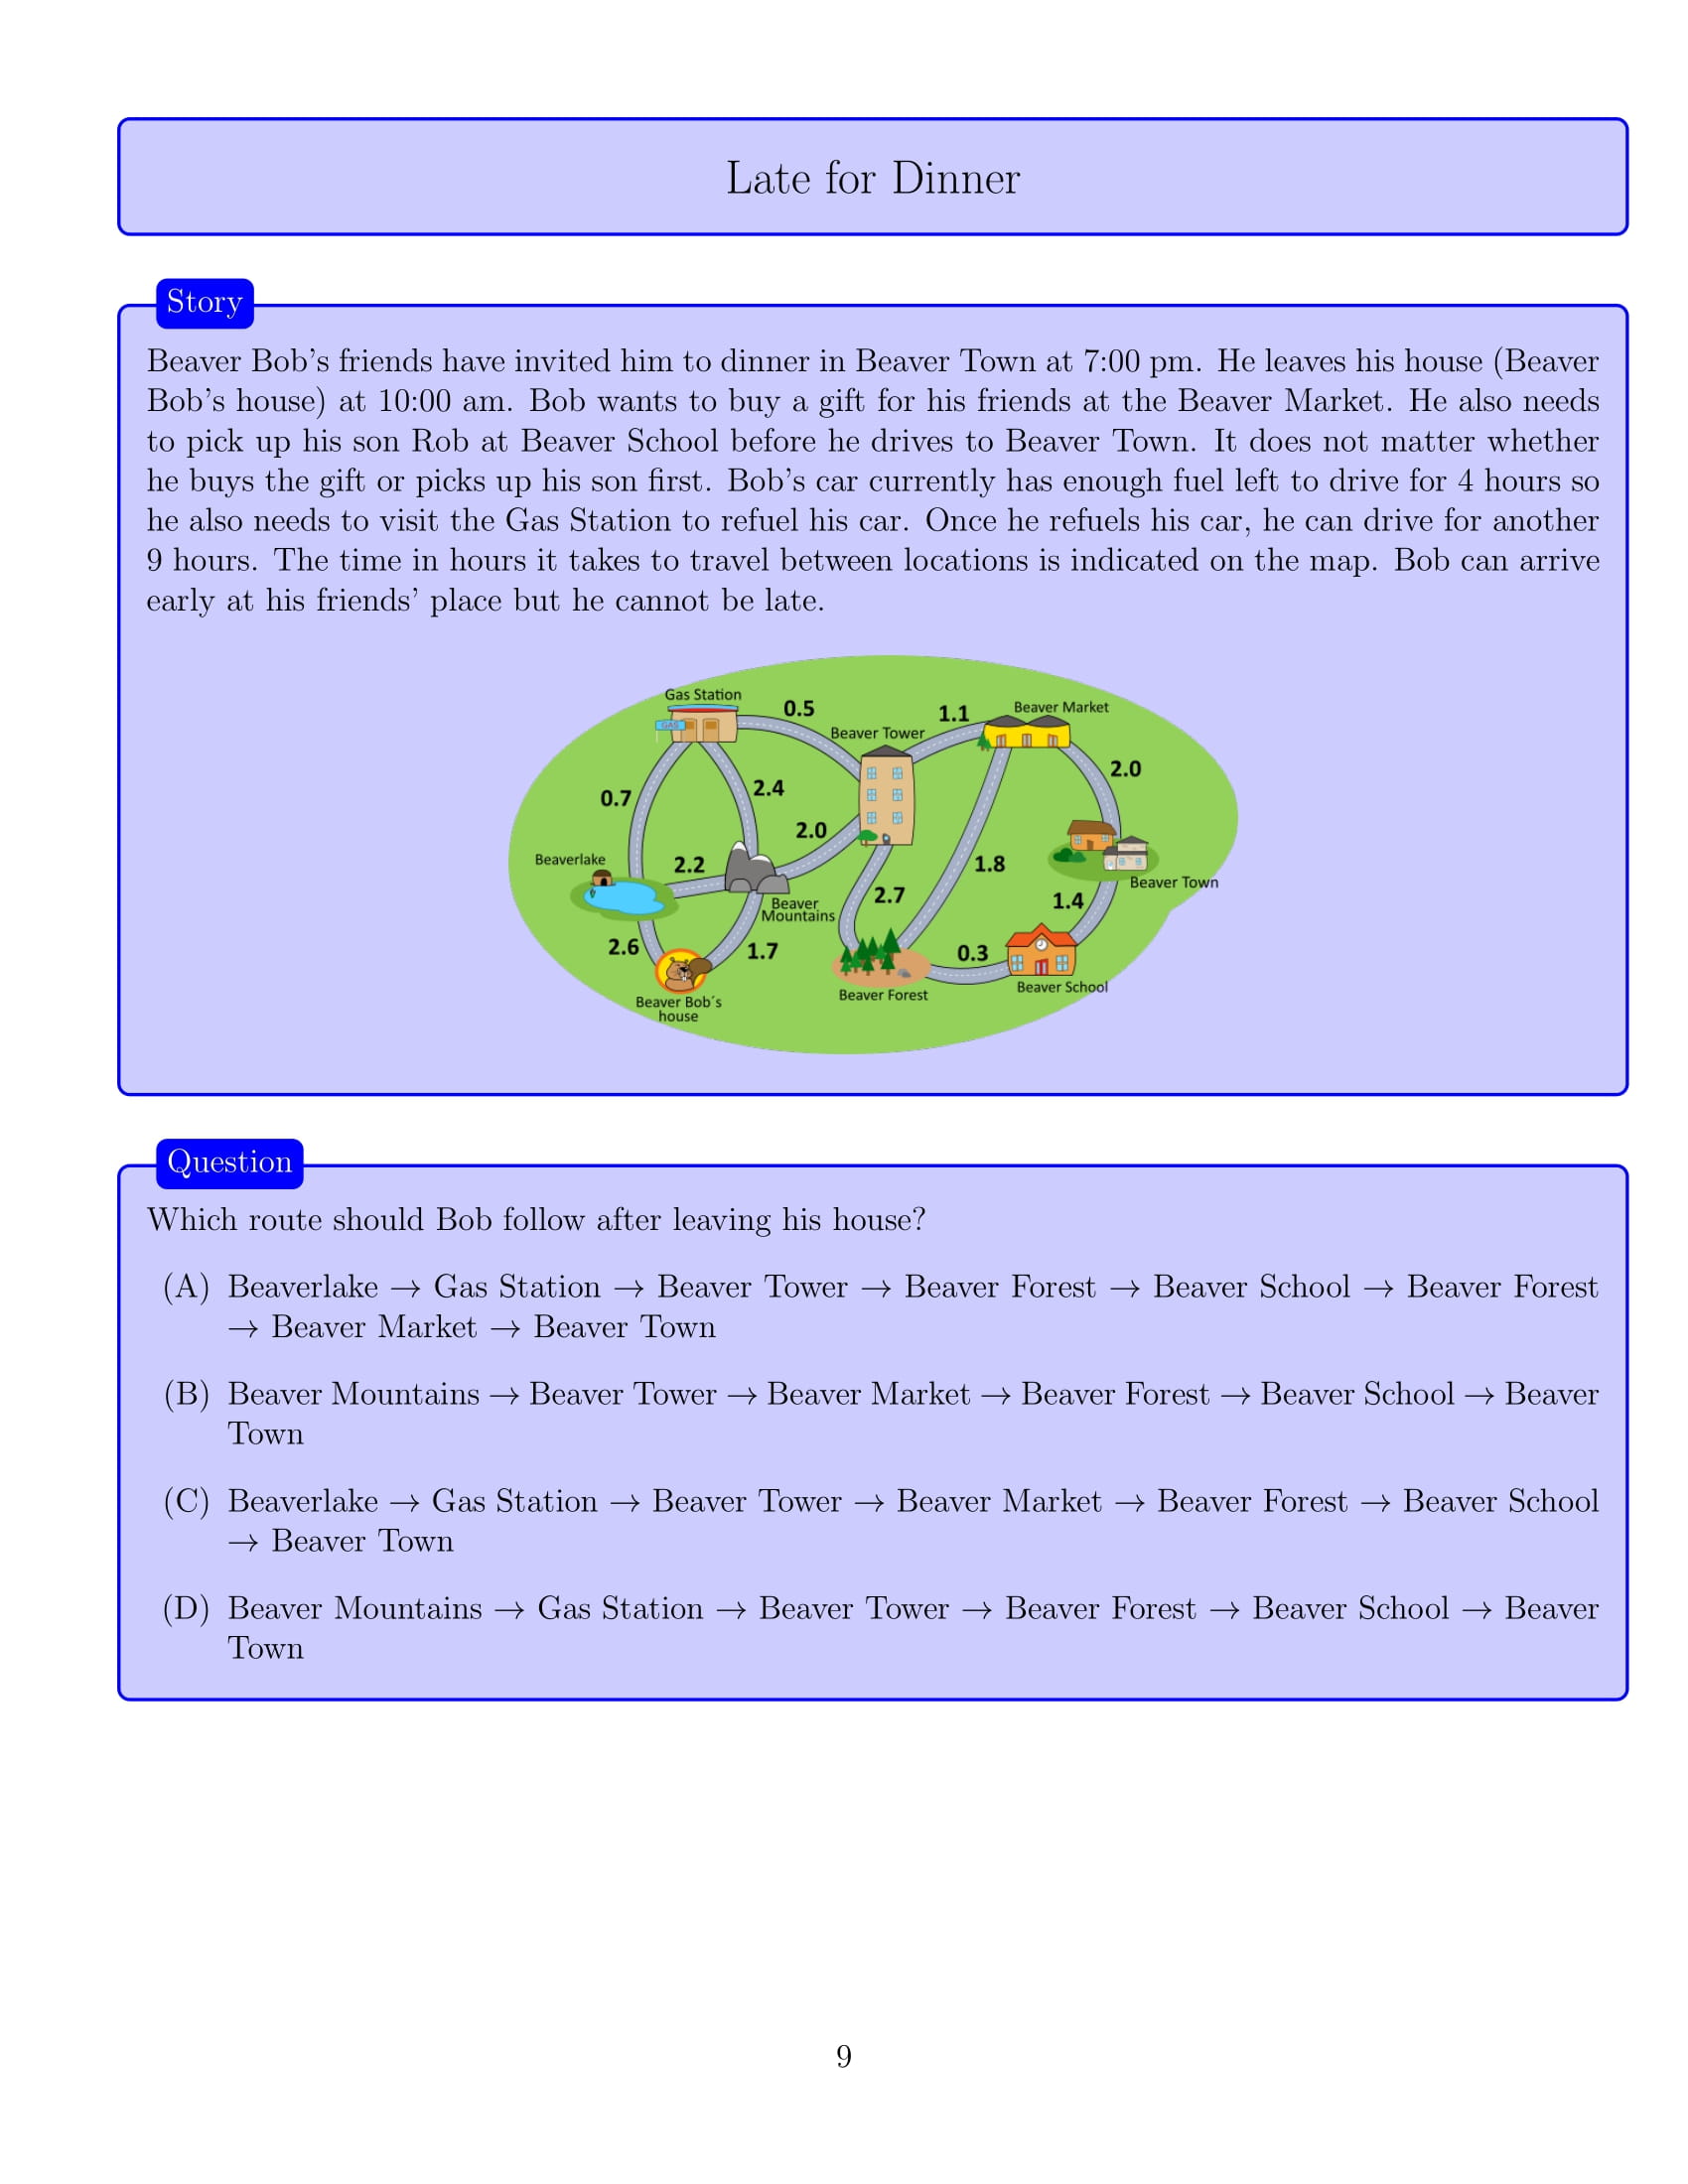 Late for Dinner
Story
Beaver Bob's friends have invited him to dinner in Beaver Town at 7:00 pm. He leaves his house (Beaver
Bob's house) at 10:00 am. Bob wants to buy a gift for his friends at the Beaver Market. He also needs
to pick up his son Rob at Beaver School before he drives to Beaver Town. It does not matter whether
he buys the gift or picks up his son first. Bob's car currently has enough fuel left to drive for 4 hours so
he also needs to visit the Gas Station to refuel his car. Once he refuels his car, he can drive for another
9 hours. The time in hours it takes to travel between locations is indicated on the map. Bob can arrive
early at his friends' place but he cannot be late.
Gas Station
0.5
1.1
Beaver Market
GAS
Beaver Tower
2.0
0.7
2.4
2.0
Beaverlake
2.2
1.8
Beaver Town
2.7
1.4
Beaver
Mountains
2.6
1.7
0.3
Beaver Forest
Beaver School
Beaver Bob´s
house
Question
Which route should Bob follow after leaving his house?
(A) Beaverlake → Gas Station → Beaver Tower → Beaver Forest → Beaver School → Beaver Forest
→ Beaver Market → Beaver Town
(B) Beaver Mountains → Beaver Tower → Beaver Market → Beaver Forest → Beaver School → Beaver
Town
(C) Beaverlake → Gas Station → Beaver Tower → Beaver Market → Beaver Forest → Beaver School
→ Beaver Town
(D) Beaver Mountains → Gas Station → Beaver Tower → Beaver Forest → Beaver School → Beaver
Town
9